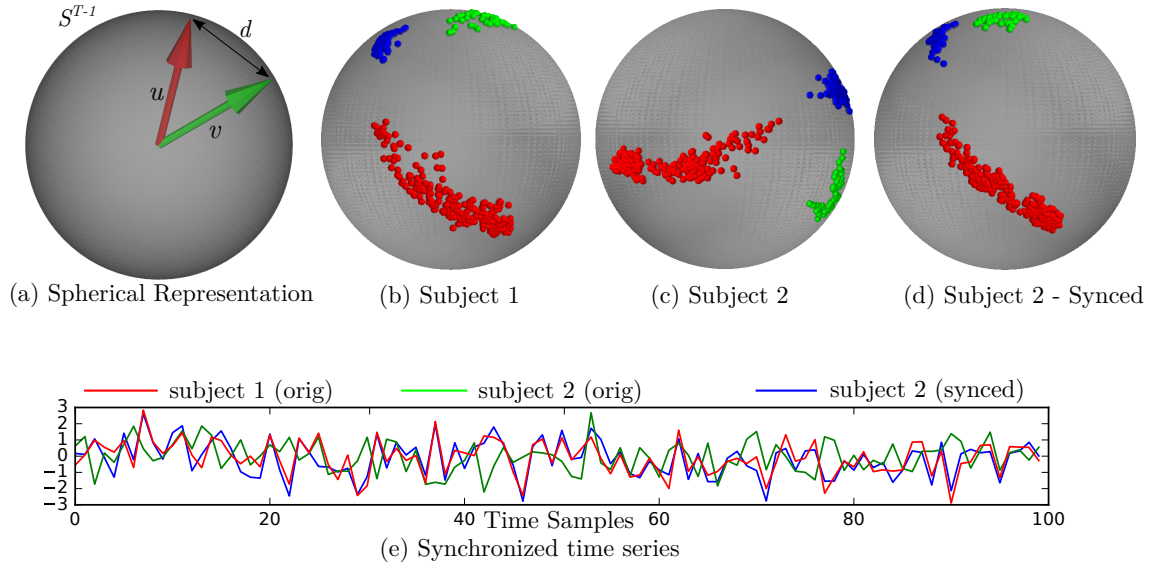 S^{T-1}
d
u
v
(a) Spherical Representation
(b) Subject 1
(c) Subject 2
(d) Subject 2 - Synced
subject 1 (orig)
subject 2 (orig)
subject 2 (synced)
3
2
1
0
−1
−2
−3
0
20
40
60
80
100
Time Samples
(e) Synchronized time series